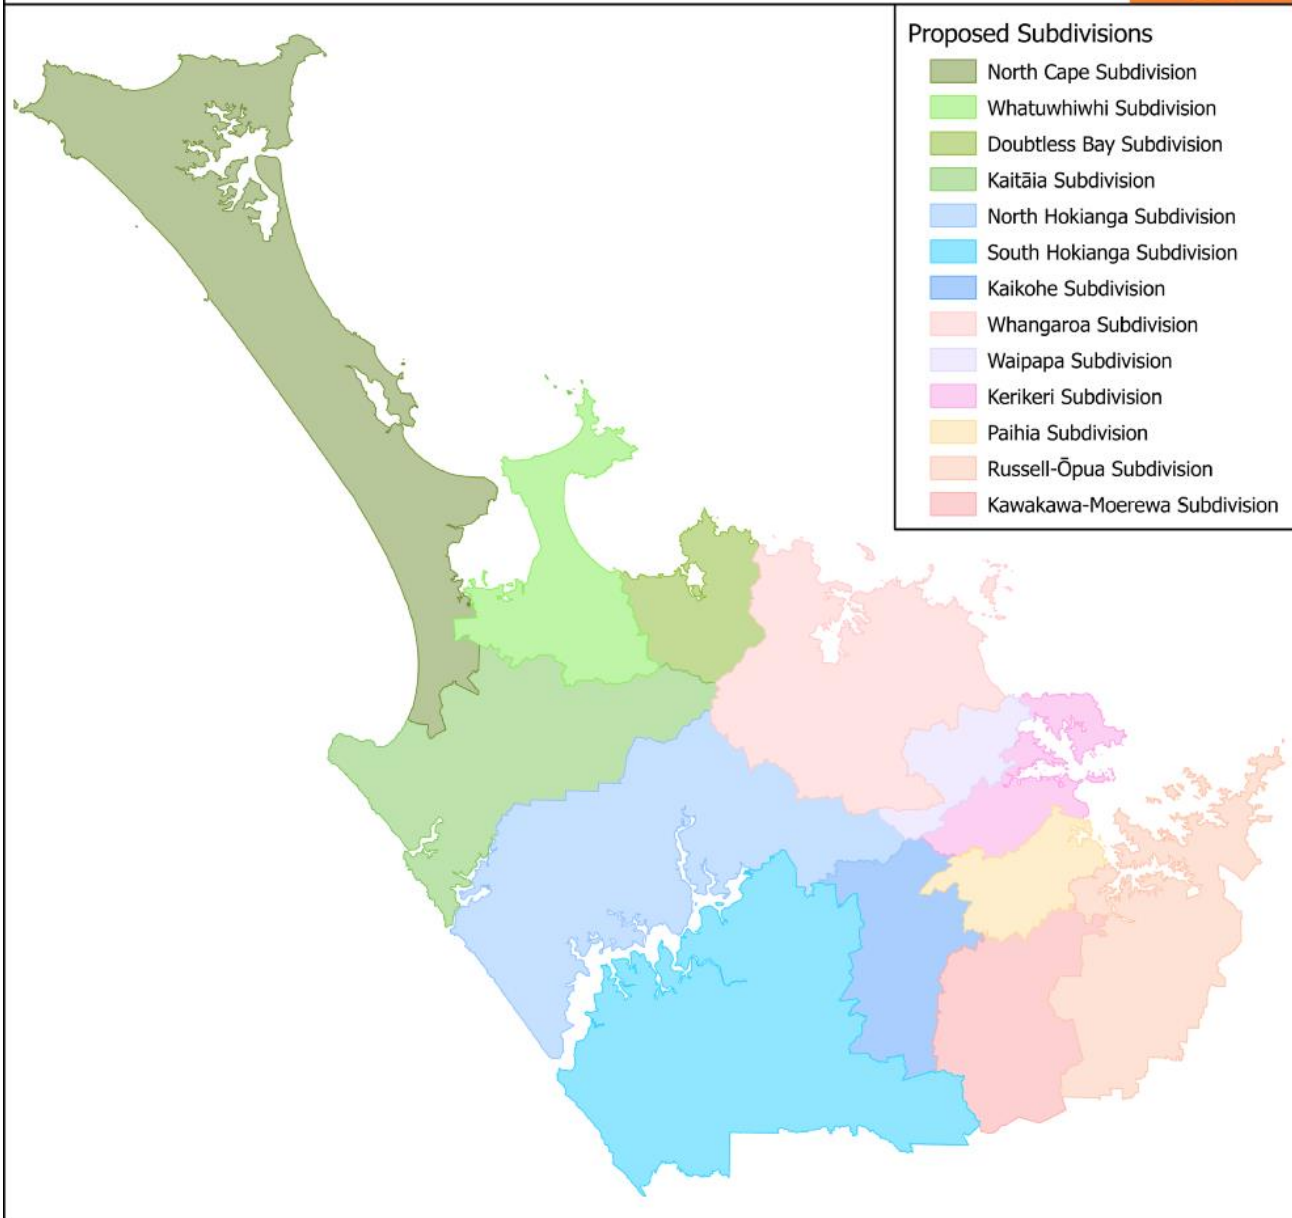 Proposed Subdivisions
North Cape Subdivision
Whatuwhiwhi Subdivision
Doubtless Bay Subdivision
Kaitāia Subdivision
North Hokianga Subdivision
South Hokianga Subdivision
Kaikohe Subdivision
Whangaroa Subdivision
Waipapa Subdivision
Kerikeri Subdivision
Paihia Subdivision
Russell-Ōpua Subdivision
Kawakawa-Moerewa Subdivision